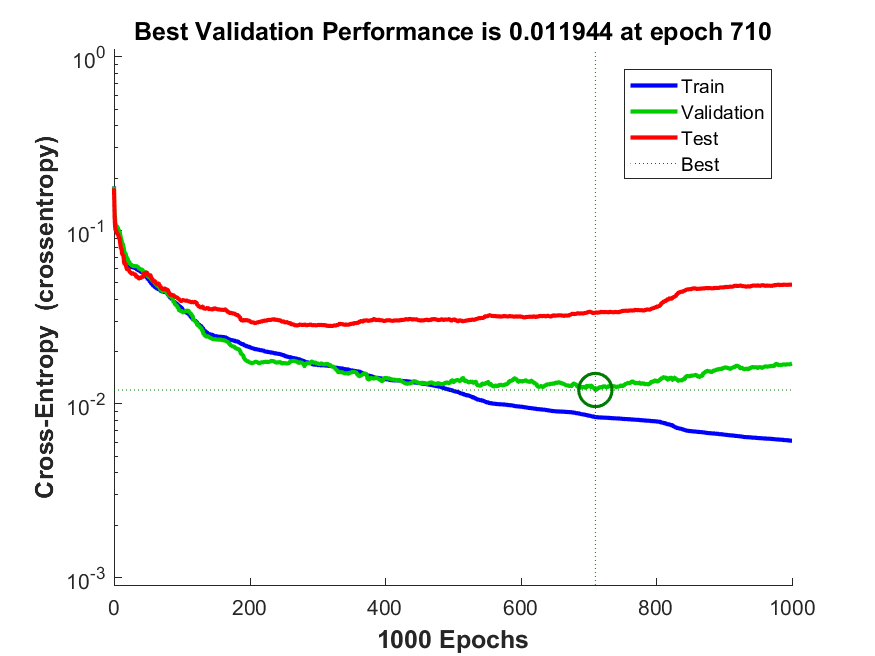 Best Validation Performance is 0.011944 at epoch 710
Train
Validation
Test
Best
Cross-Entropy (crossentropy)
10^0
10^-1
10^-2
10^-3
0 200 400 600 800 1000
1000 Epochs